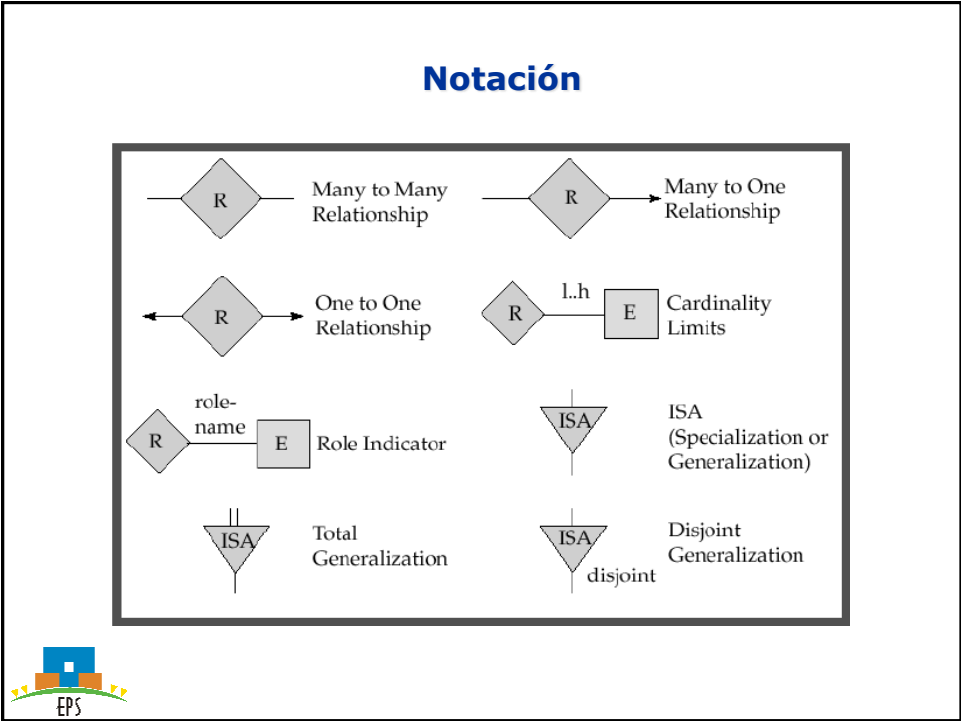 Notación
R
Many to Many
Relationship
R
Many to One
Relationship
R
One to One
Relationship
R
l..h
E
Cardinality
Limits
R
role-
name
E
Role Indicator
ISA
ISA
(Specialization or
Generalization)
ISA
Total
Generalization
ISA
disjoint
Disjoint
Generalization
EPS